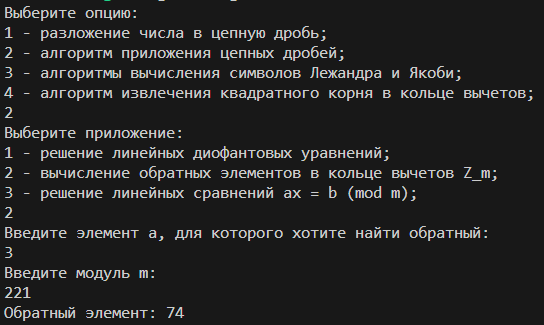 Выберите опцию:
1 - разложение числа в цепную дробь;
2 - алгоритм приложения цепных дробей;
3 - алгоритмы вычисления символов Лежандра и Якоби;
4 - алгоритм извлечения квадратного корня в кольце вычетов;
2
Выберите приложение:
1 - решение линейных диофантовых уравнений;
2 - вычисление обратных элементов в кольце вычетов Z_m;
3 - решение линейных сравнений ax = b (mod m);
2
Введите элемент a, для которого хотите найти обратный:
3
Введите модуль m:
221
Обратный элемент: 74